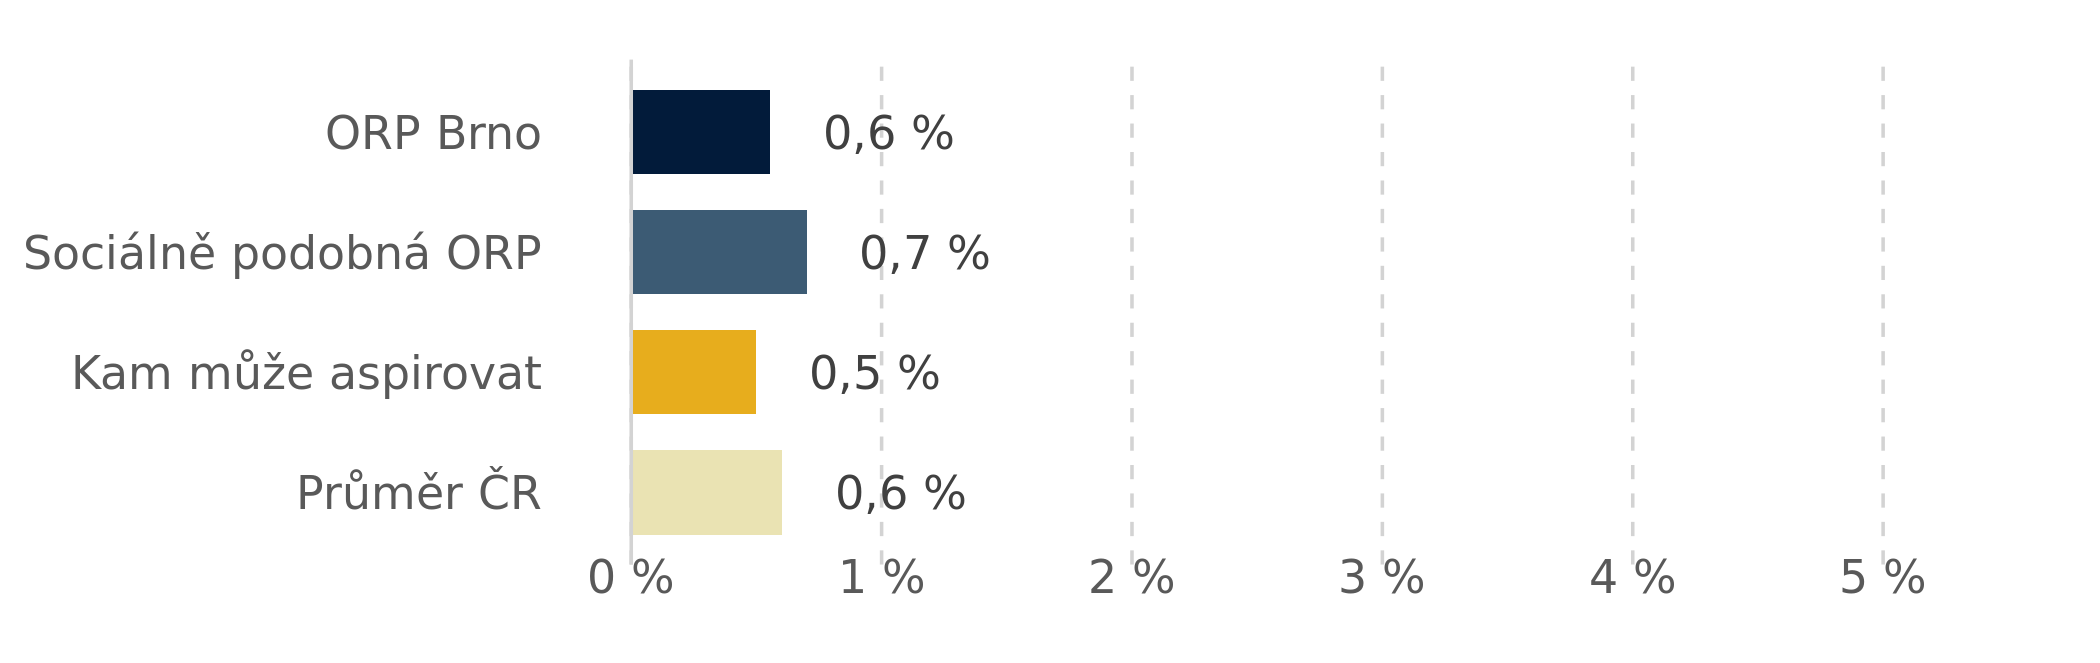 ORP Brno 0,6 %
Sociálně podobná ORP 0,7 %
Kam může aspirovat 0,5 %
Průměr ČR 0,6 %
0 % 1 % 2 % 3 % 4 % 5 %